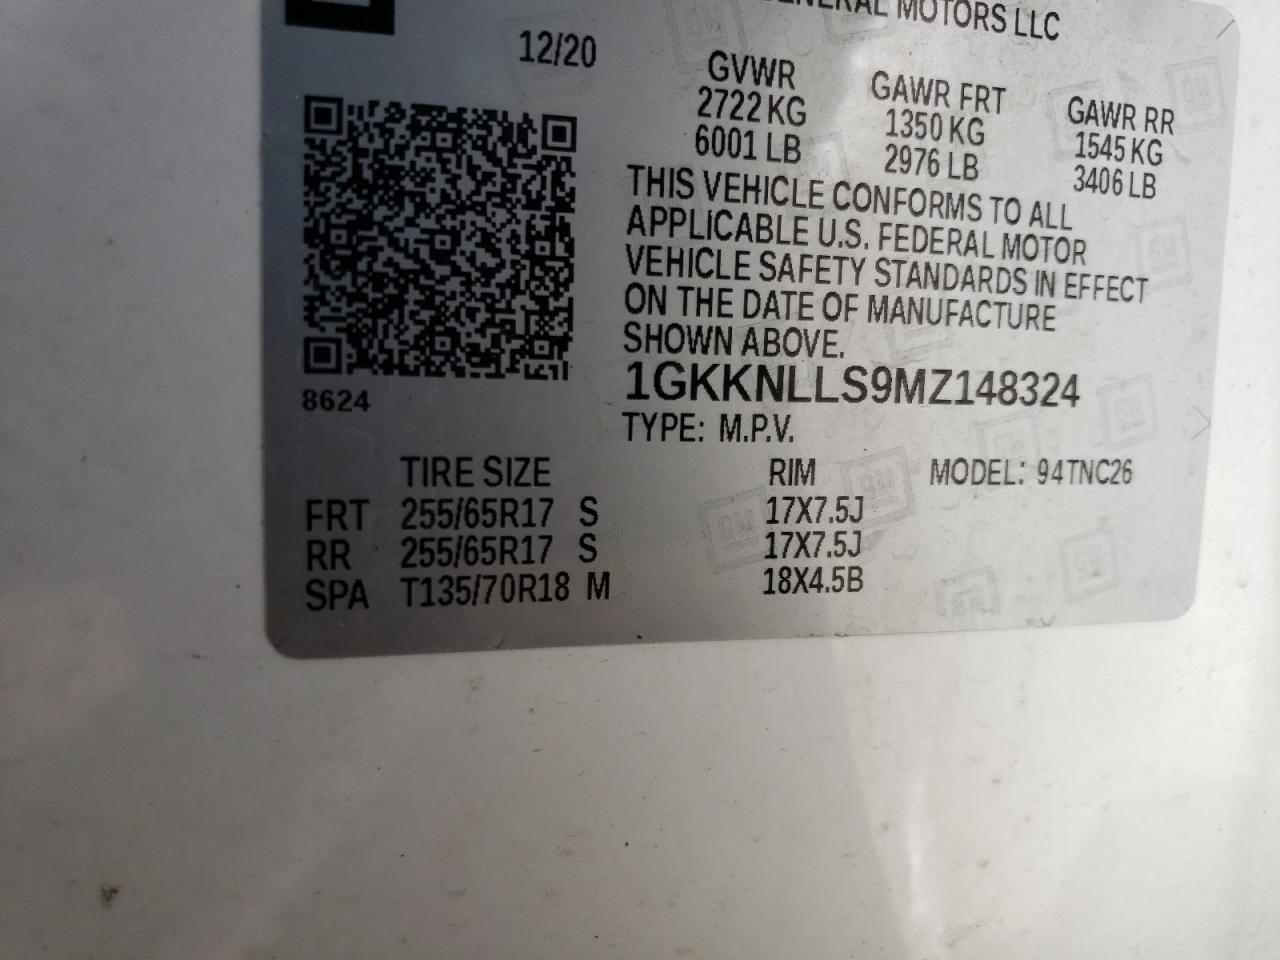 GENERAL MOTORS LLC
12/20
GVWR GAWR FRT GAWR RR
2722 KG 1350 KG 1545 KG
6001 LB 2976 LB 3406 LB
THIS VEHICLE CONFORMS TO ALL
APPLICABLE U.S. FEDERAL MOTOR
VEHICLE SAFETY STANDARDS IN EFFECT
ON THE DATE OF MANUFACTURE
SHOWN ABOVE.
1GKKNLLS9MZ148324
8624
TYPE: M.P.V.
TIRE SIZE RIM MODEL: 94TNC26
FRT 255/65R17 S 17X7.5J
RR 255/65R17 S 17X7.5J
SPA T135/70R18 M 18X4.5B